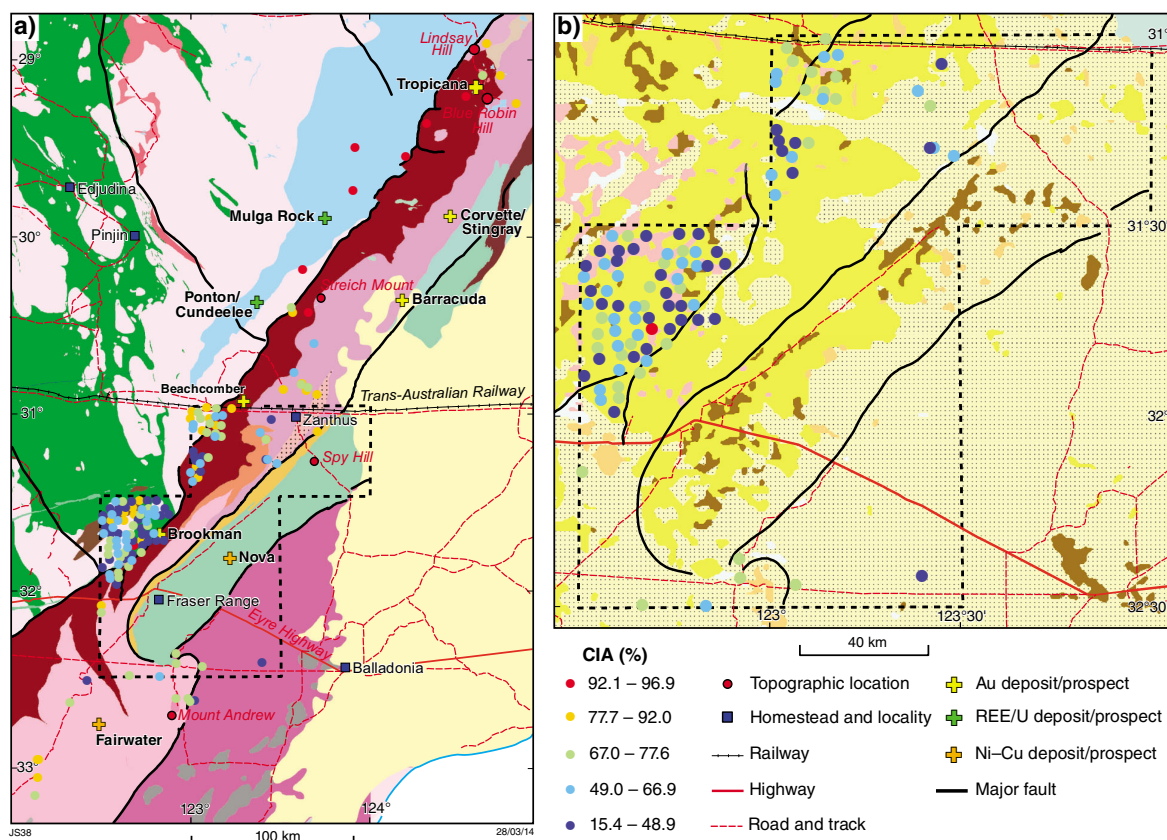 a)
Lindsay
Hill
29°
Tropicana
Blue Robin
Hill
Edjudina
Mulga Rock
Corvette/
Stingray
Pinjin
30°
Streich Mount
Ponton/
Cundeelee
Barracuda
Beachcomber
Trans-Australian Railway
31°
Zanthus
Spy Hill
Brookman
Nova
32°
Fraser Range
Eyre Highway
Balladonia
Mount Andrew
Fairwater
33°
123°
124°
JS38
100 km
28/03/14
b)
31°
31°30'
32°
32°30'
123°
123°30'
40 km
CIA (%)
92.1 – 96.9
77.7 – 92.0
67.0 – 77.6
49.0 – 66.9
15.4 – 48.9
Topographic location
Homestead and locality
Railway
Highway
Road and track
Au deposit/prospect
REE/U deposit/prospect
Ni–Cu deposit/prospect
Major fault